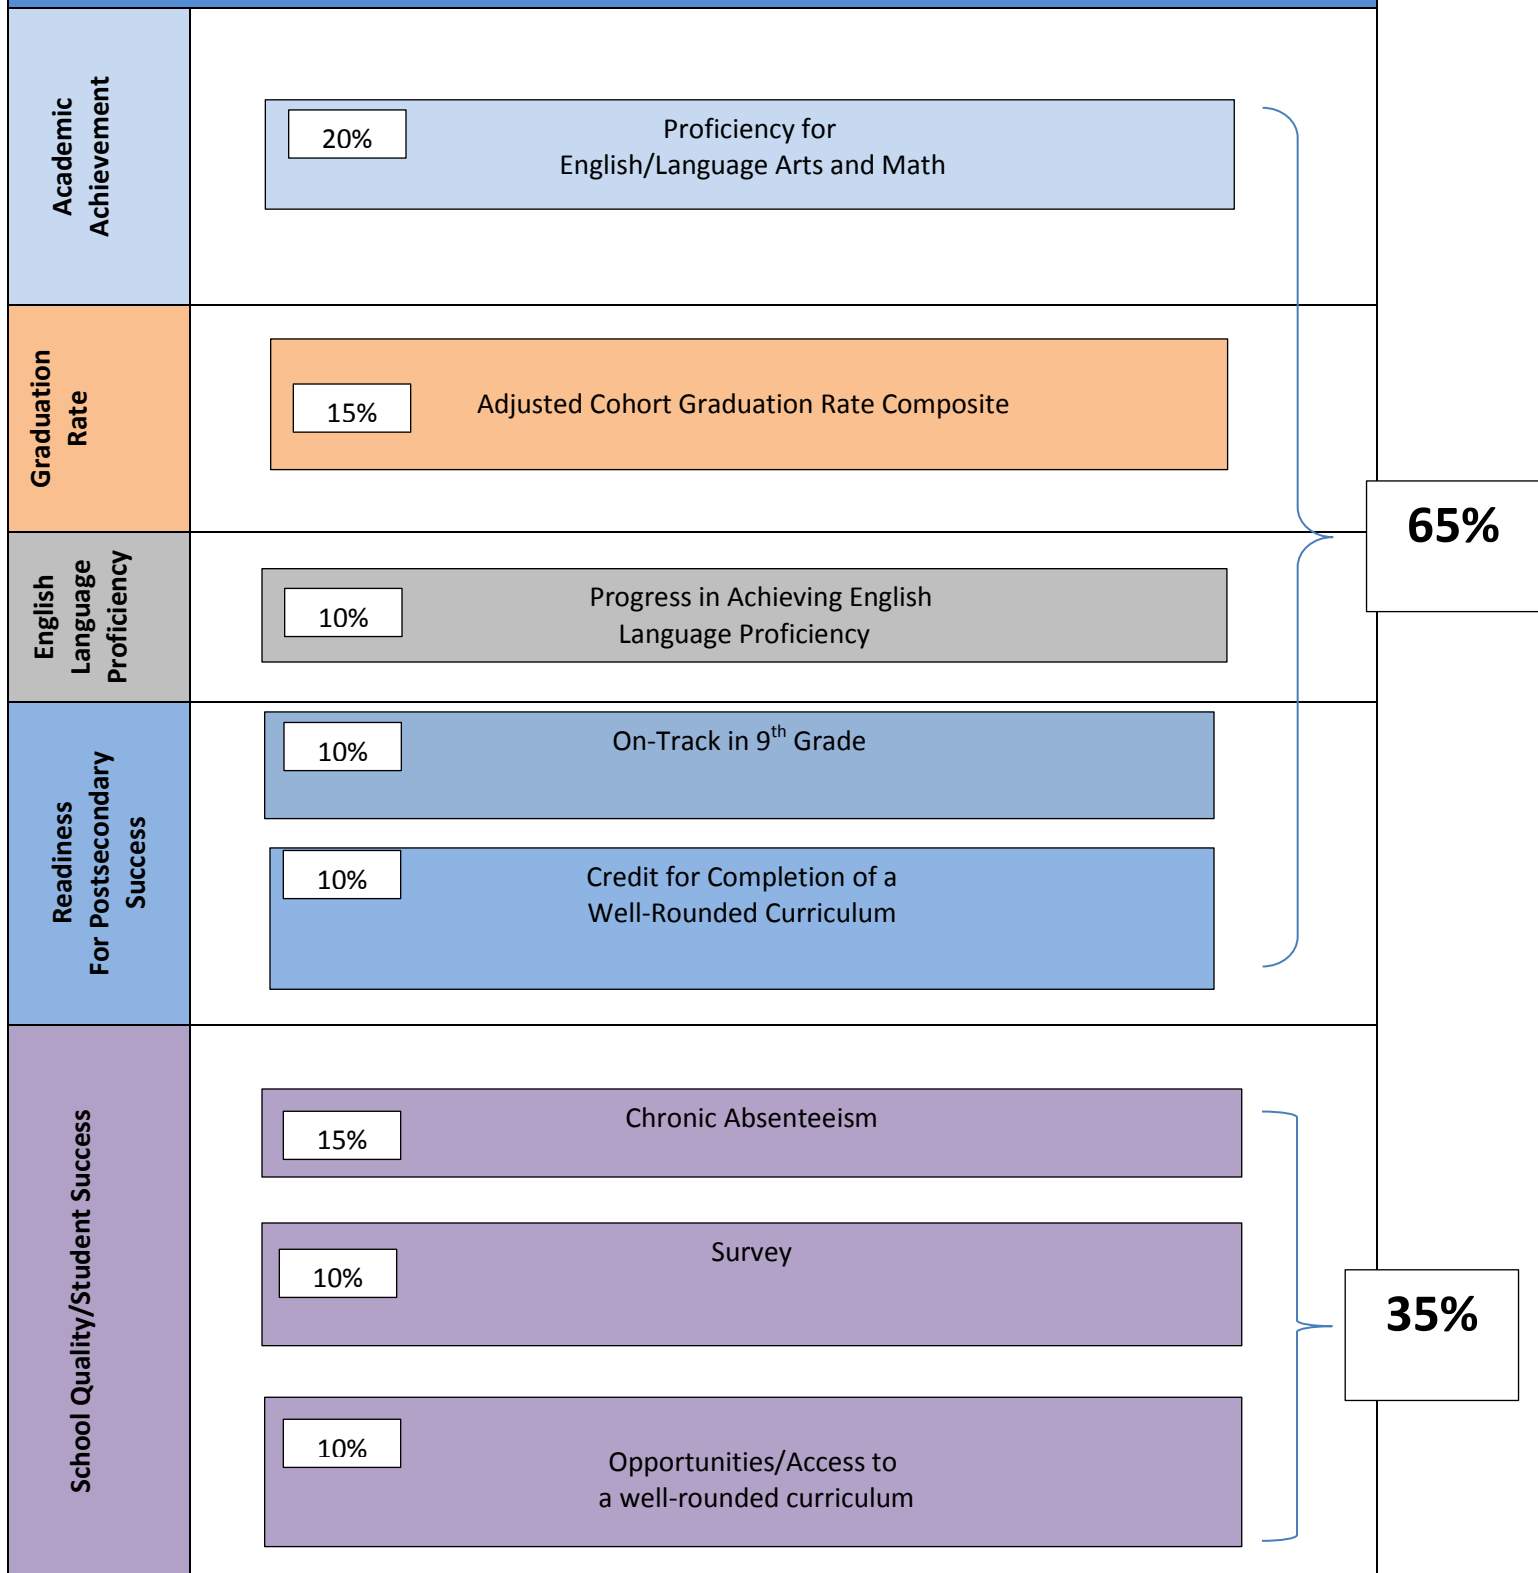 Academic
Achievement
20%
Proficiency for
English/Language Arts and Math
Graduation
Rate
15%
Adjusted Cohort Graduation Rate Composite
65%
English
Language
Proficiency
10%
Progress in Achieving English
Language Proficiency
Readiness
For Postsecondary
Success
10%
On-Track in 9th Grade
10%
Credit for Completion of a
Well-Rounded Curriculum
School Quality/Student Success
15%
Chronic Absenteeism
10%
Survey
35%
10%
Opportunities/Access to
a well-rounded curriculum